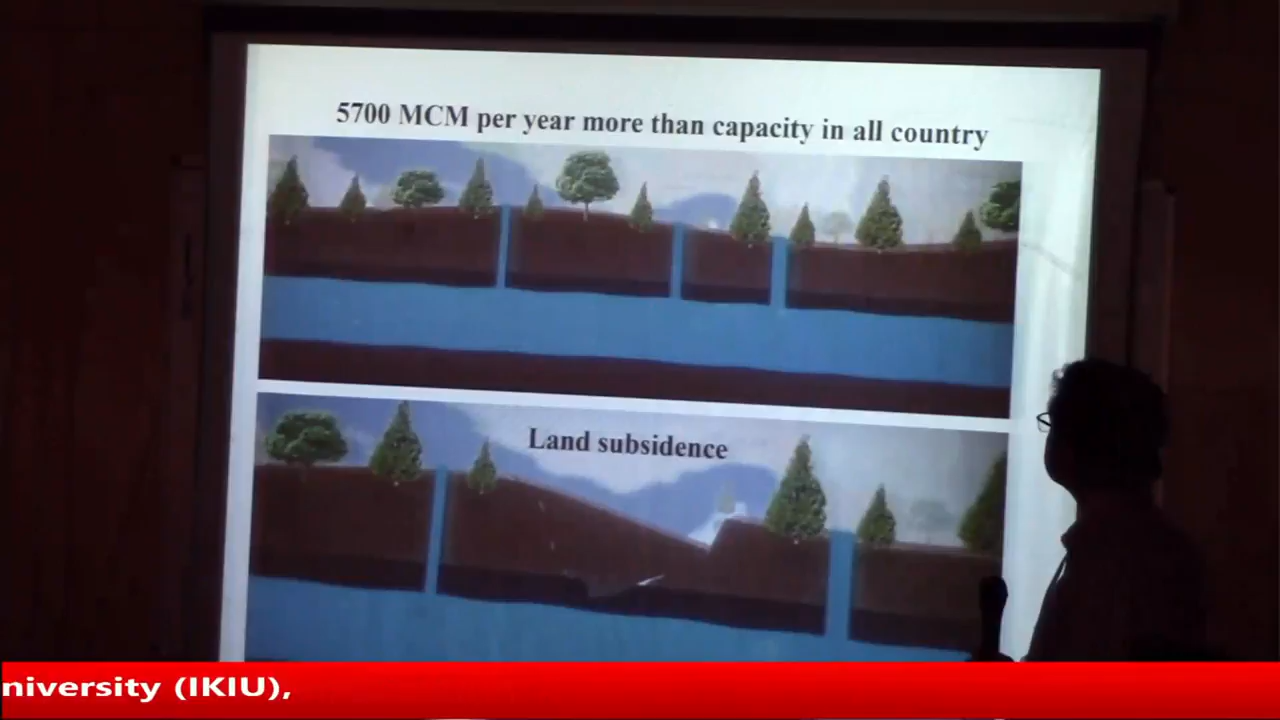 5700 MCM per year more than capacity in all country
Land subsidence
niversity (IKIU),